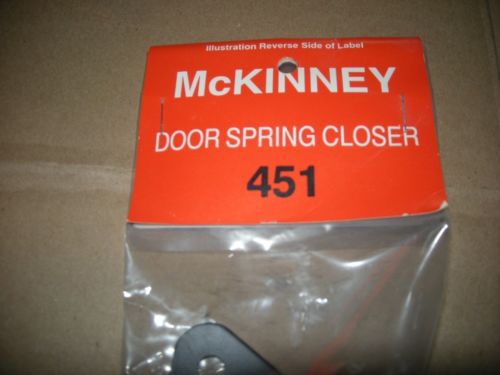 Illustration Reverse Side of Label
McKINNEY
DOOR SPRING CLOSER
451